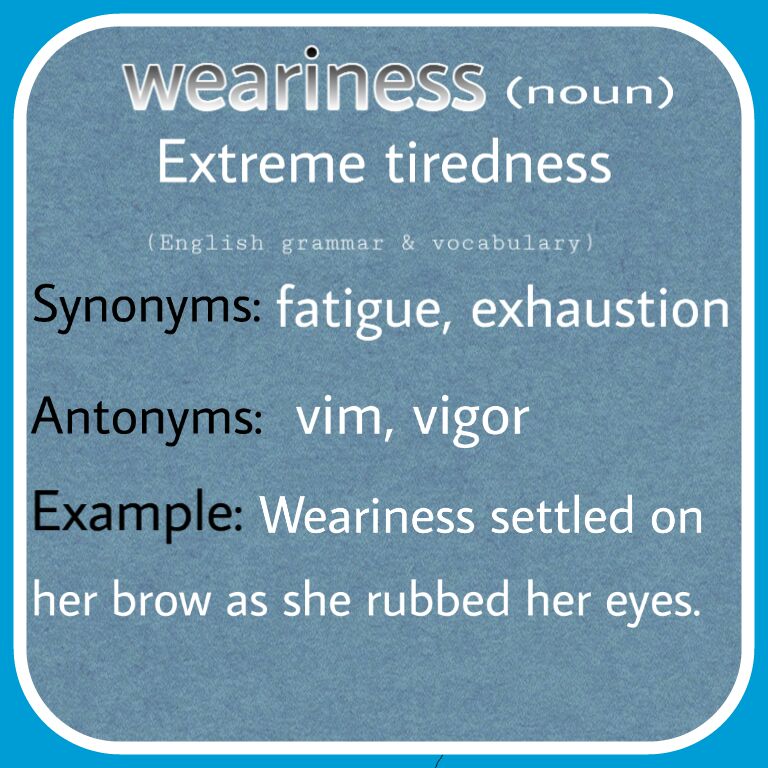 weariness (noun)
Extreme tiredness
(English grammar & vocabulary)
Synonyms: fatigue, exhaustion
Antonyms: vim, vigor
Example: Weariness settled on
her brow as she rubbed her eyes.